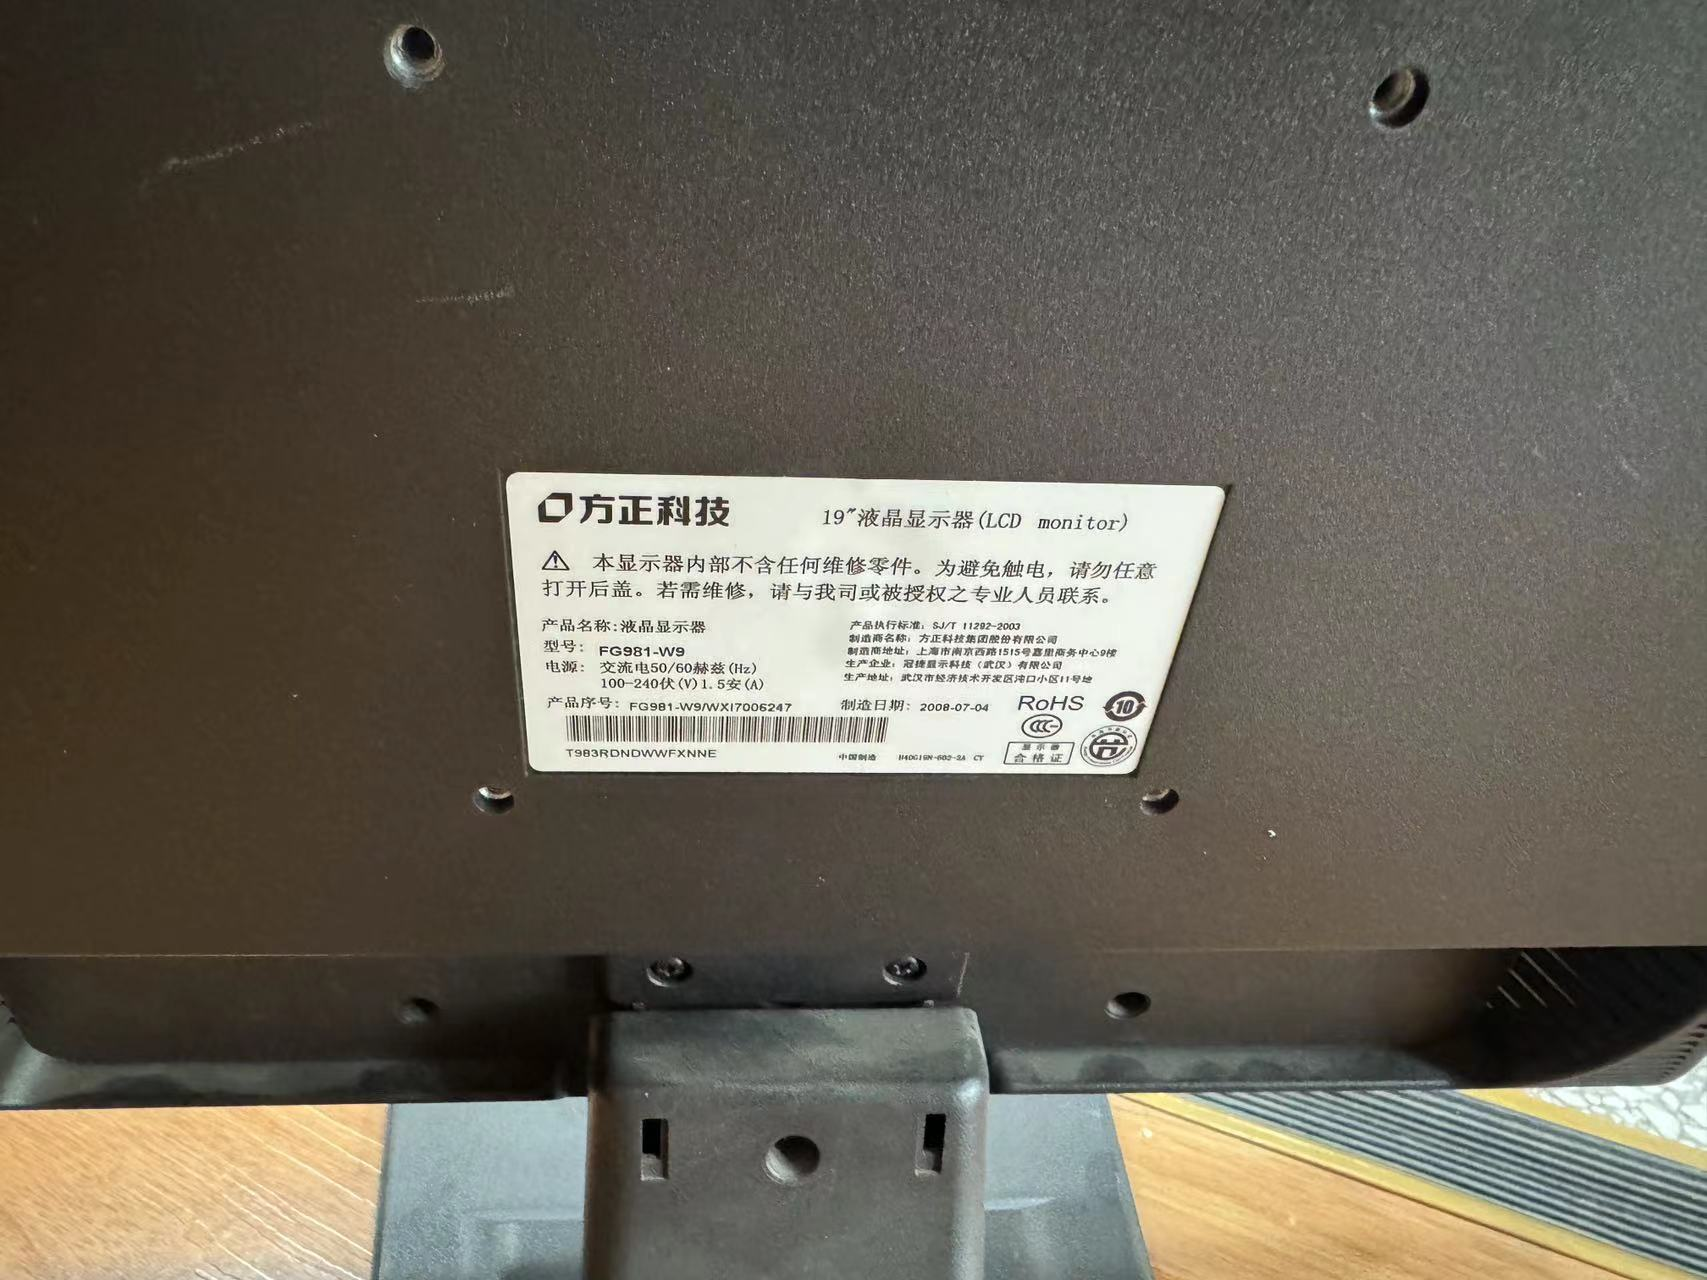 方正科技
19"液晶显示器(LCD monitor)
本显示器内部不含任何维修零件。为避免触电，请勿任意
打开后盖。若需维修，请与我司或被授权之专业人员联系。
产品名称:液晶显示器
型号: FG981-W9
电源: 交流电50/60赫兹(Hz)
100-240伏(V)1.5安(A)
产品执行标准: SJ/T 11292-2003
制造商名称: 方正科技集团股份有限公司
制造商地址: 上海市南京西路1515号嘉里商务中心9楼
生产企业: 冠捷显示科技（武汉）有限公司
生产地址: 武汉市经济技术开发区沌口小区11号地
产品序号: FG981-W9/WXI7006247
制造日期: 2008-07-04
RoHS
10
CCC
T983RDNDWWFXNNE
中国制造
H4DG19N-602-2A CY
显示器
合格证